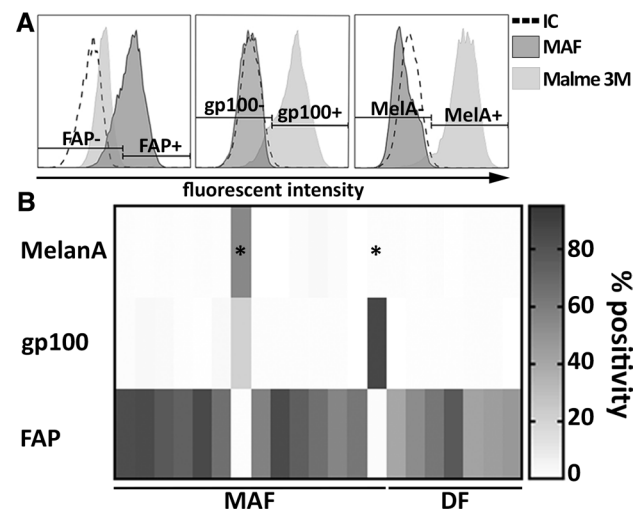 A
IC
MAF
Malme 3M
FAP-
FAP+
gp100-
gp100+
MelA-
MelA+
fluorescent intensity
B
MelanA
gp100
FAP
*
*
80
60
40
20
0
% positivity
MAF
DF